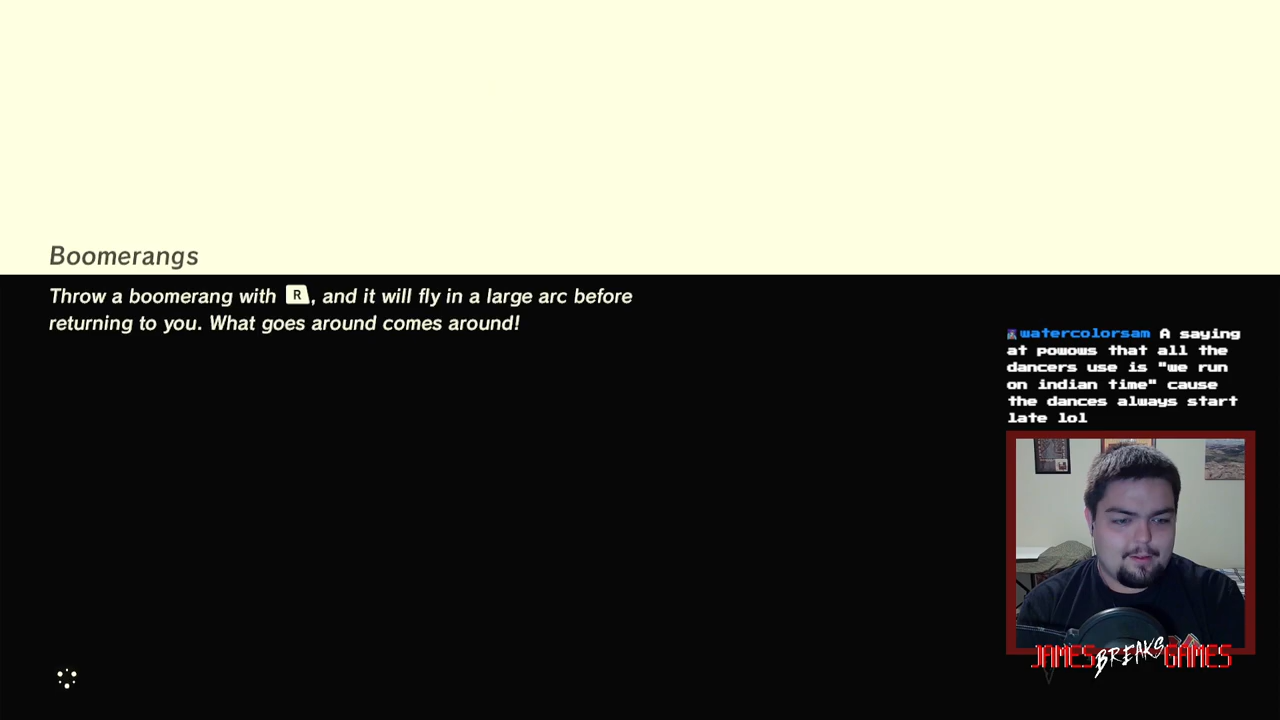 Boomerangs
Throw a boomerang with R, and it will fly in a large arc before
returning to you. What goes around comes around!
watercolorsam A saying
at powows that all the
dancers use is "we run
on indian time" cause
the dances always start
late lol
JAMES BREAKS GAMES